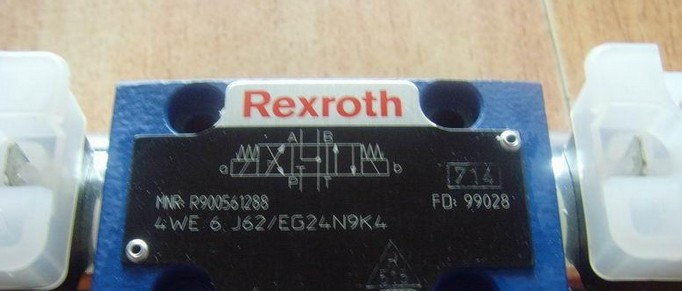 Rexroth
A B
a b
P T
714
MNR: R900561288 FD: 99028
4WE 6 J62/EG24N9K4